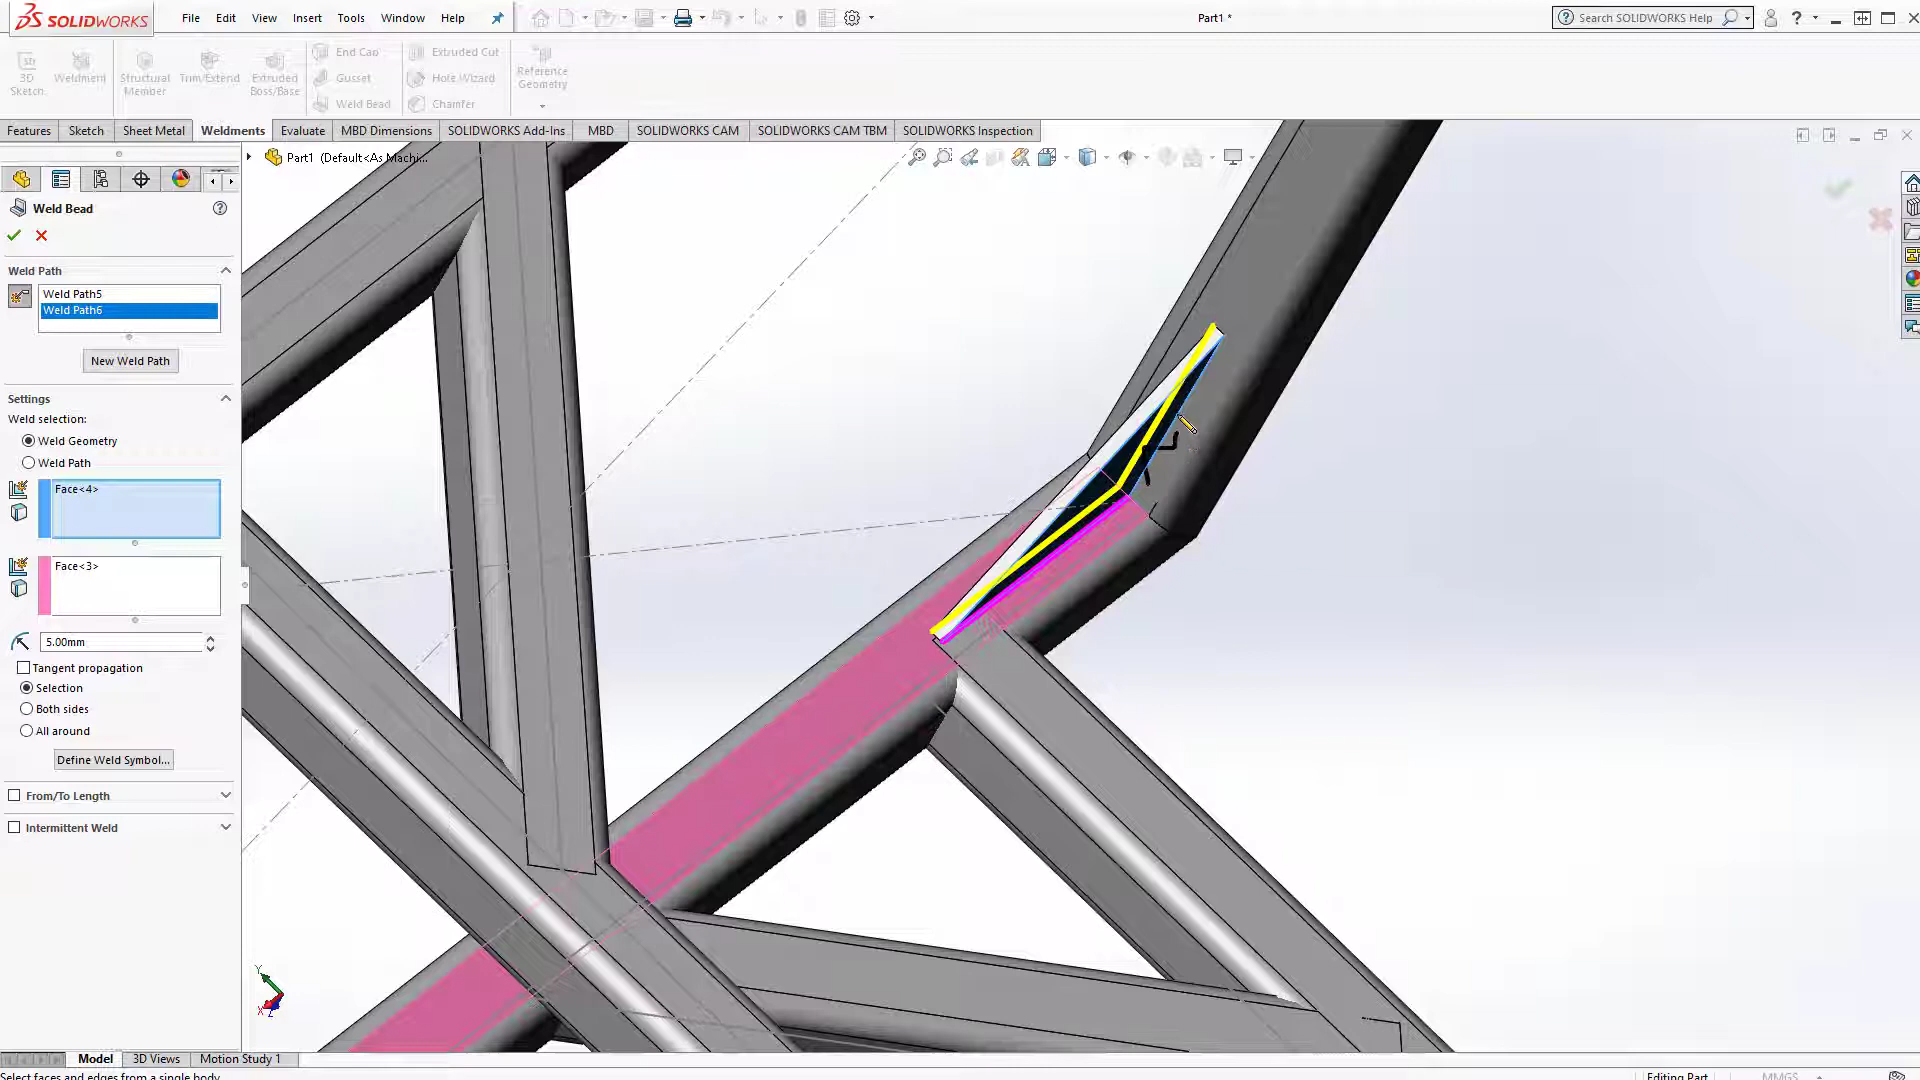 SOLIDWORKS File Edit View Insert Tools Window Help Part1 * Search SOLIDWORKS Help
3D Sketch
Weldment
Structural Member
Trim/Extend
Extruded Boss/Base
End Cap
Gusset
Weld Bead
Extruded Cut
Hole Wizard
Chamfer
Reference Geometry
Features Sketch Sheet Metal Weldments Evaluate MBD Dimensions SOLIDWORKS Add-Ins MBD SOLIDWORKS CAM SOLIDWORKS CAM TBM SOLIDWORKS Inspection
Part1 (Default<As Machi...
Weld Bead
Weld Path
Weld Path5
Weld Path6
New Weld Path
Settings
Weld selection:
Weld Geometry
Weld Path
Face<4>
Face<3>
5.00mm
Tangent propagation
Selection
Both sides
All around
Define Weld Symbol...
From/To Length
Intermittent Weld
Y
X
Z
Model 3D Views Motion Study 1
Select faces and edges from a single body
Editing Part MMGS